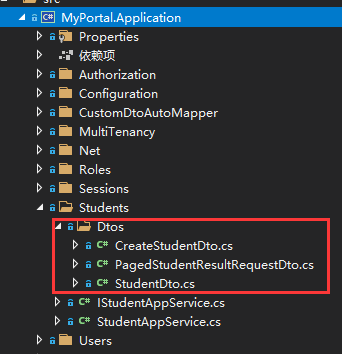 src
MyPortal.Application
Properties
依赖项
Authorization
Configuration
CustomDtoAutoMapper
MultiTenancy
Net
Roles
Sessions
Students
Dtos
CreateStudentDto.cs
PagedStudentResultRequestDto.cs
StudentDto.cs
IStudentAppService.cs
StudentAppService.cs
Users